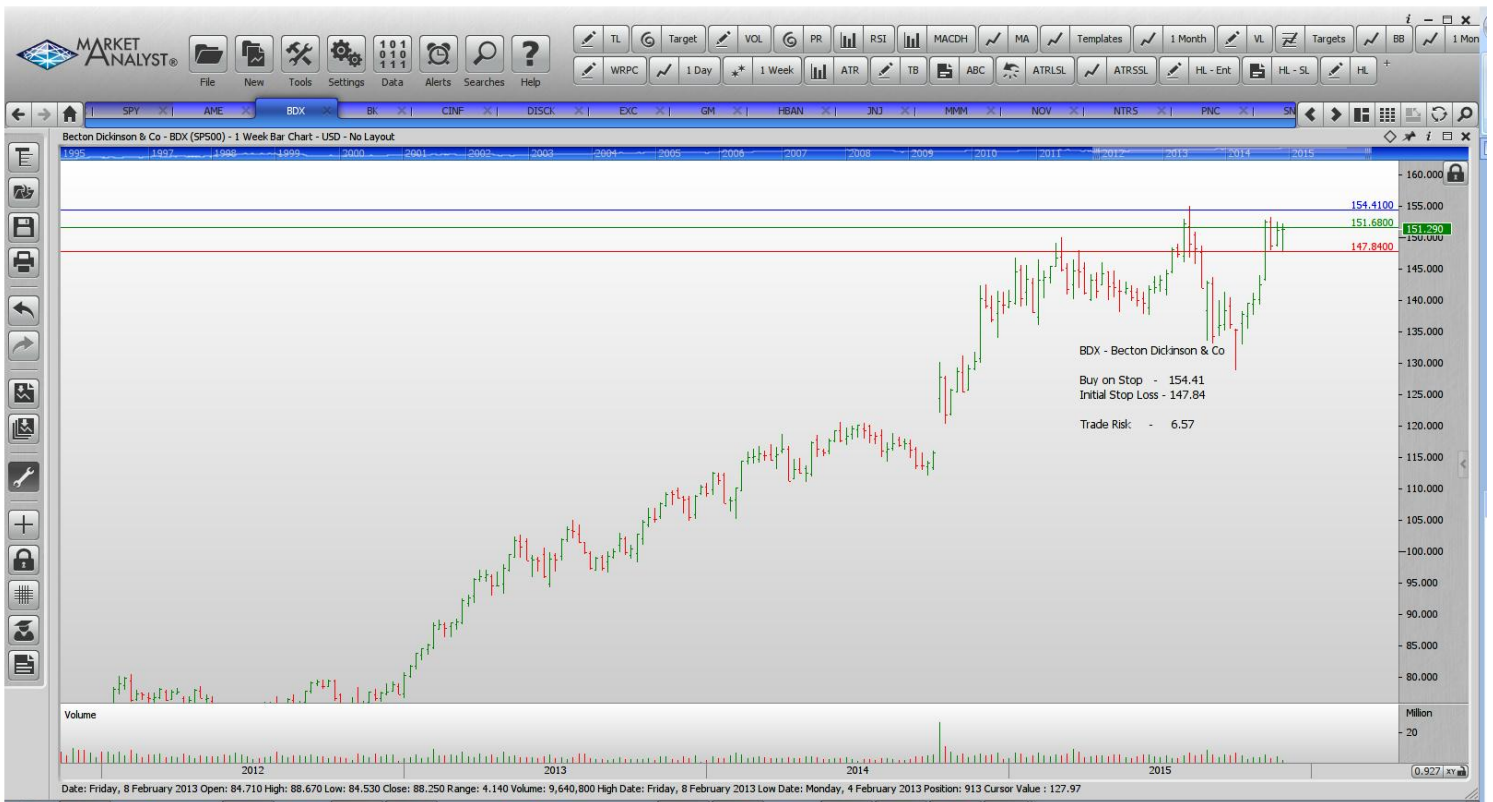 MARKET ANALYST®
File New Tools Settings Data Alerts Searches Help
TL Target VOL PR RSI MACDH MA Templates 1 Month VL Targets BB 1 Mon
WRPC 1 Day 1 Week ATR TB ABC ATRLSL ATRSSL HL - Ent HL - SL HL +
SPY AME BDX BK CINF DISCK EXC GM HBAN JNJ MMM NOV NTRS PNC SN
Becton Dickinson & Co - BDX (SP500) - 1 Week Bar Chart - USD - No Layout
1995 1997 1998 1999 2000 2001 2002 2003 2004 2005 2006 2007 2008 2009 2010 2011 2012 2013 2014 2015
160.000
154.4100 155.000
151.6800
151.290
150.000
147.8400
145.000
140.000
135.000
BDX - Becton Dickinson & Co
130.000
Buy on Stop - 154.41
Initial Stop Loss - 147.84
125.000
Trade Risk - 6.57
120.000
115.000
110.000
105.000
100.000
95.000
90.000
85.000
80.000
Volume Million
20
2012 2013 2014 2015 0.927 XY
Date: Friday, 8 February 2013 Open: 84.710 High: 88.670 Low: 84.530 Close: 88.250 Range: 4.140 Volume: 9,640,800 High Date: Friday, 8 February 2013 Low Date: Monday, 4 February 2013 Position: 913 Cursor Value : 127.97